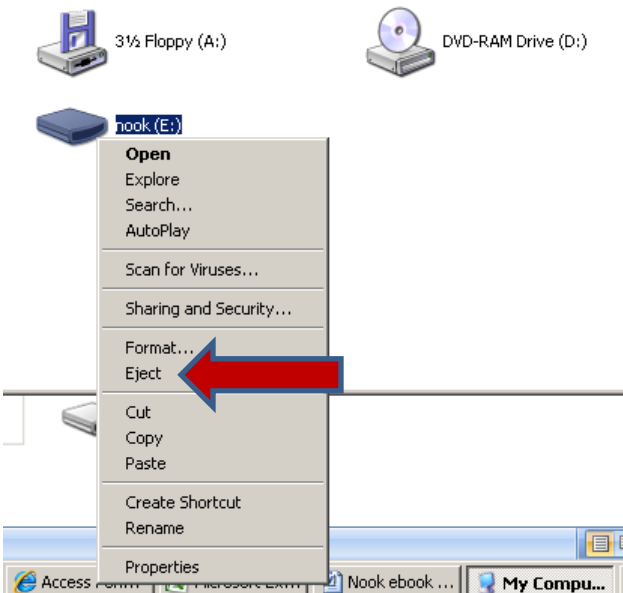 3½ Floppy (A:)
DVD-RAM Drive (D:)
nook (E:)
Open
Explore
Search...
AutoPlay
Scan for Viruses...
Sharing and Security...
Format...
Eject
Cut
Copy
Paste
Create Shortcut
Rename
Properties
Access
Nook ebook ...
My Compu...